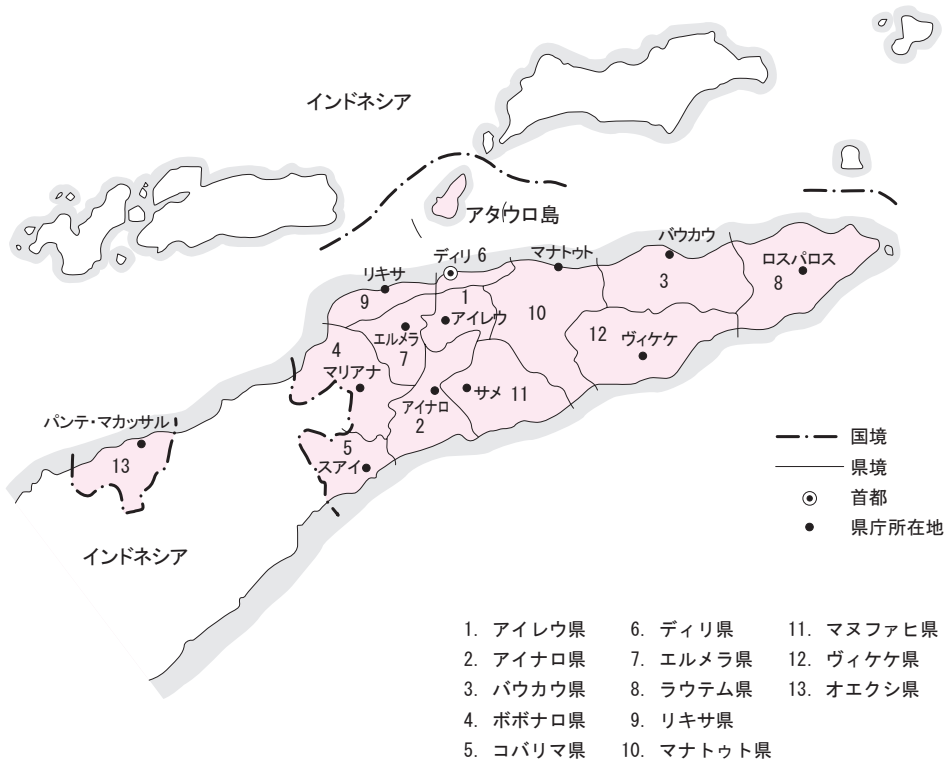 インドネシア
アタウロ島
ディリ 6
マナトゥト
バウカウ
ロスパロス
8
リキサ
9
1
アイレウ
10
3
エルメラ
7
12
ヴィケケ
4
マリアナ
アイナロ
2
サメ
11
パンテ・マカッサル
13
5
スアイ
インドネシア
国境
県境
首都
県庁所在地
1. アイレウ県
2. アイナロ県
3. バウカウ県
4. ボボナロ県
5. コバリマ県
6. ディリ県
7. エルメラ県
8. ラウテム県
9. リキサ県
10. マナトゥト県
11. マヌファヒ県
12. ヴィケケ県
13. オエクシ県